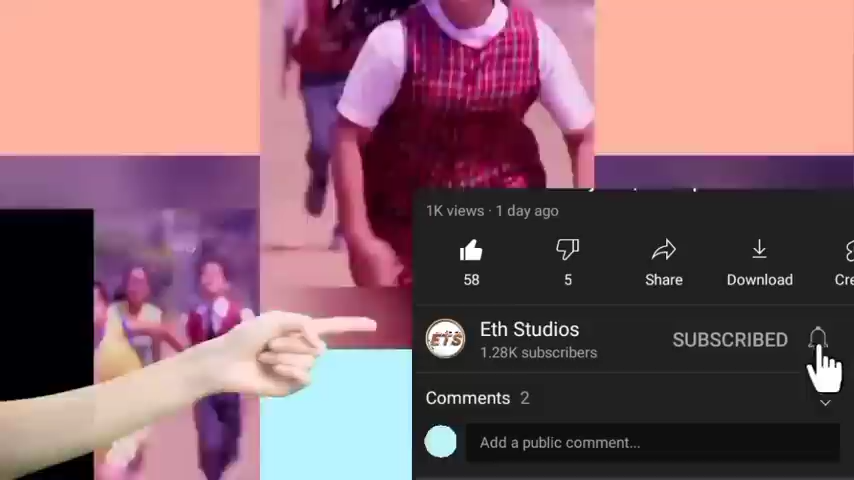 1K views · 1 day ago
58
5
Share
Download
Cre
ETS
Eth Studios
1.28K subscribers
SUBSCRIBED
Comments 2
Add a public comment...